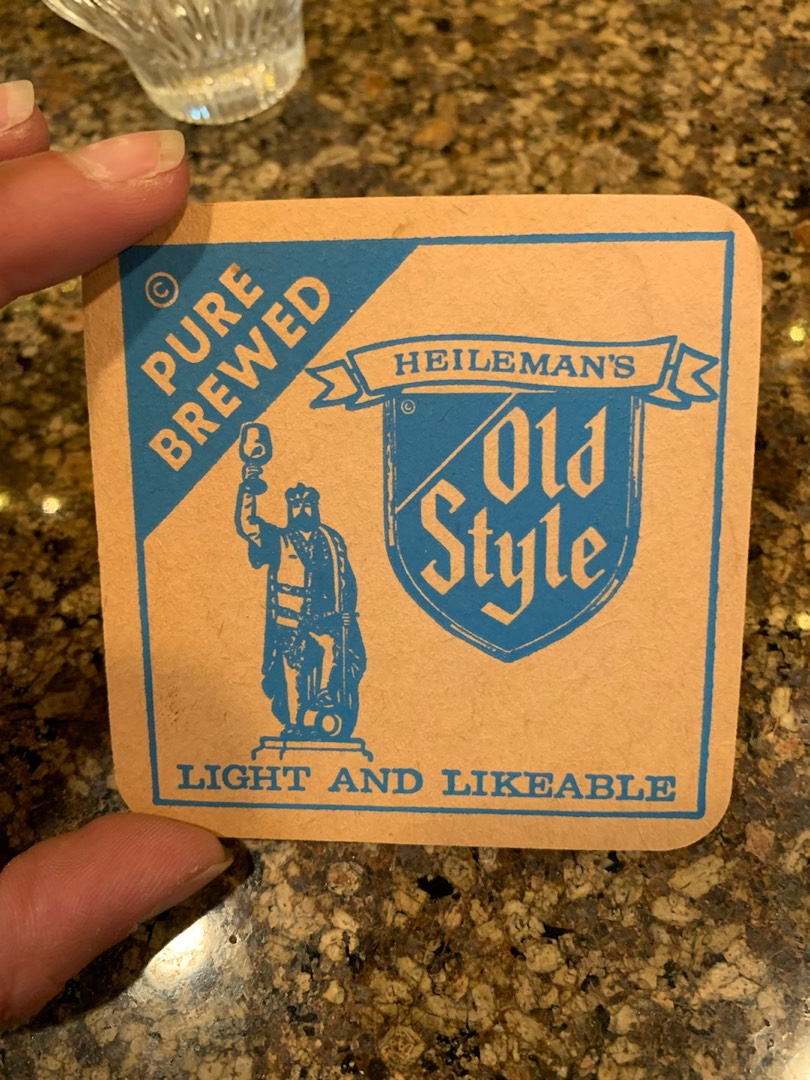 ©
PURE
BREWED
HEILEMAN'S
©
Old
Style
LIGHT AND LIKEABLE